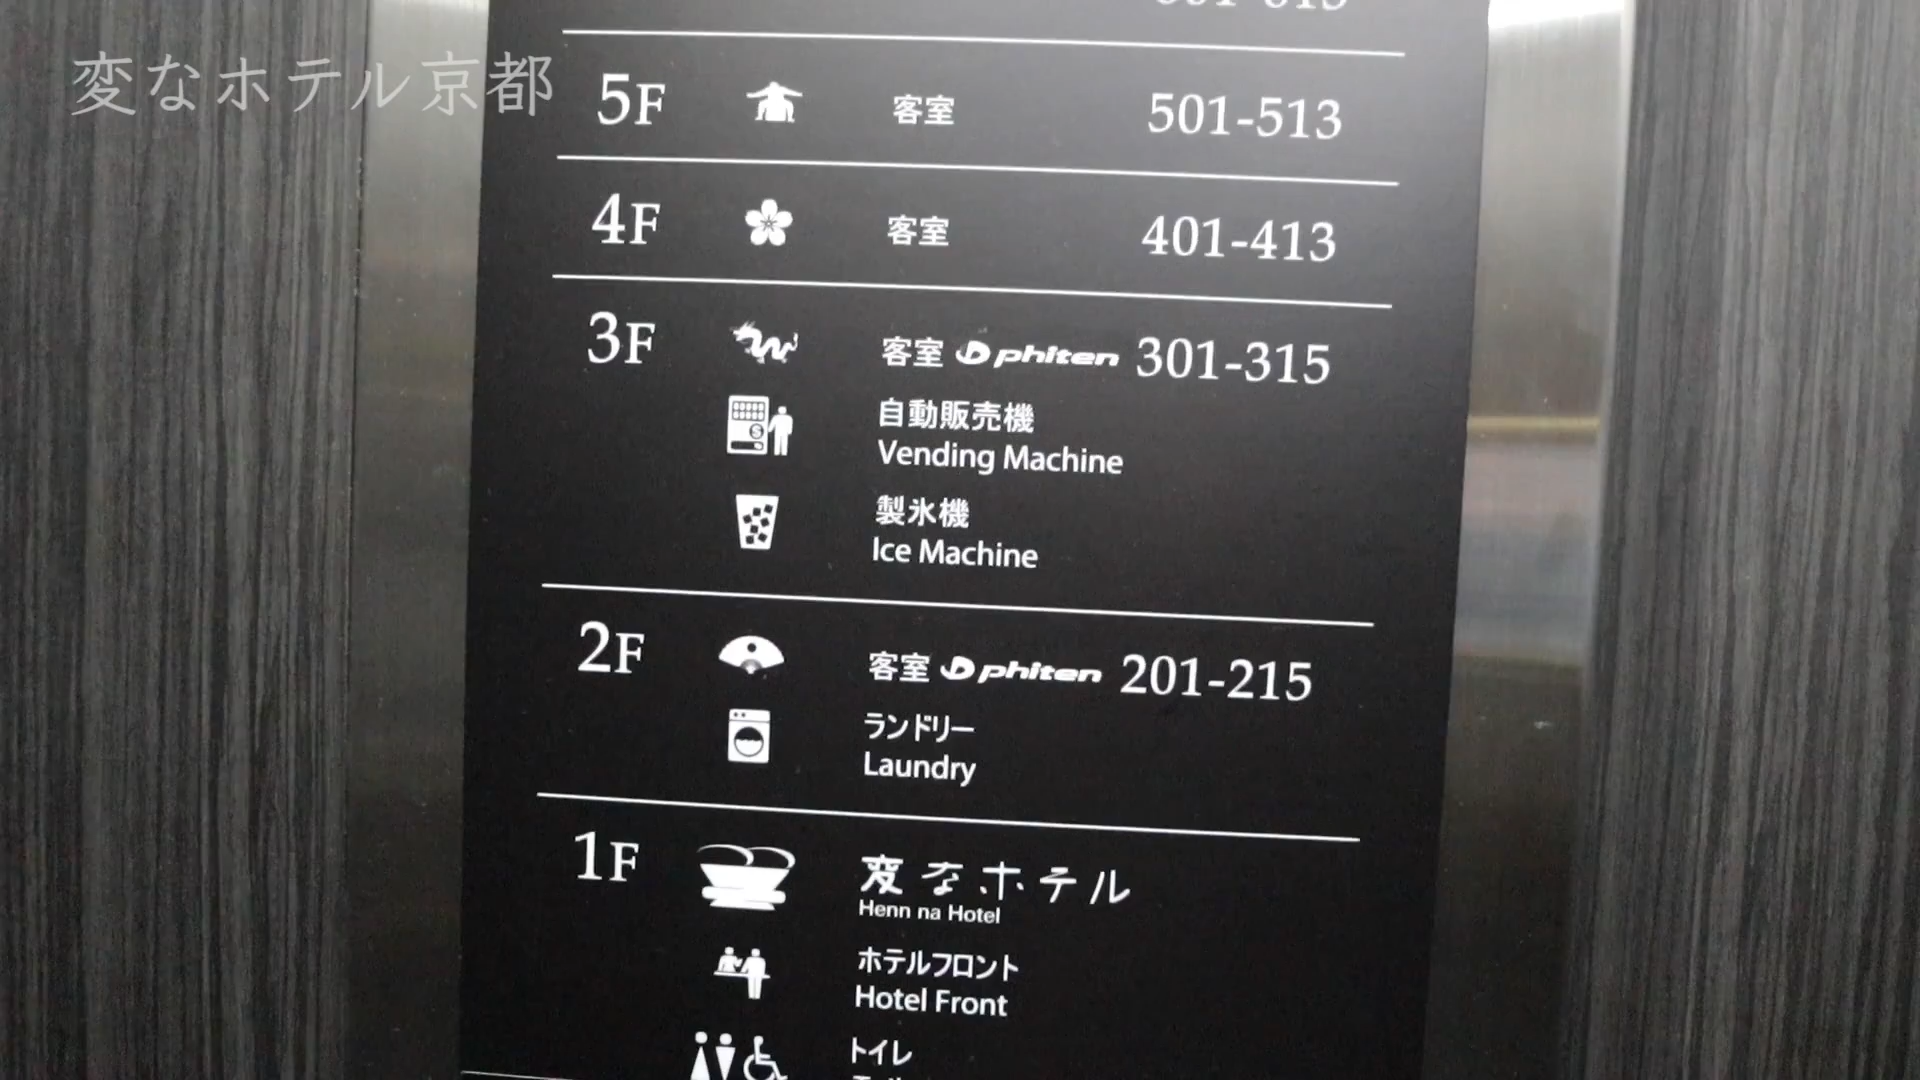 変なホテル京都
5F 客室 501-513
4F 客室 401-413
3F 客室 phiten 301-315
自動販売機
Vending Machine
製氷機
Ice Machine
2F 客室 phiten 201-215
ランドリー
Laundry
1F 変なホテル
Henn na Hotel
ホテルフロント
Hotel Front
トイレ